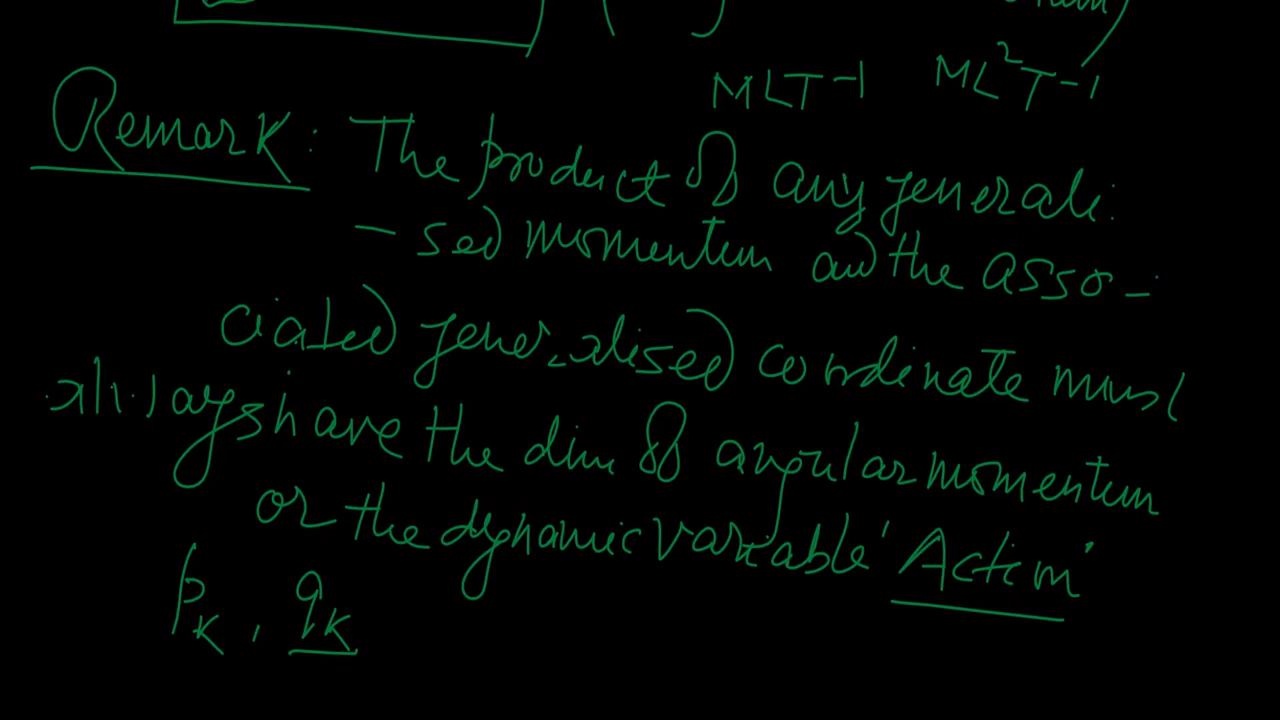 MLT⁻¹ ML²T⁻¹
Remark : The product of any generali-
- sed momentum and the asso -
ciated generalised coordinate must
always have the dim of angular momentum
or the dynamic variable 'Action'
pₖ , qₖ